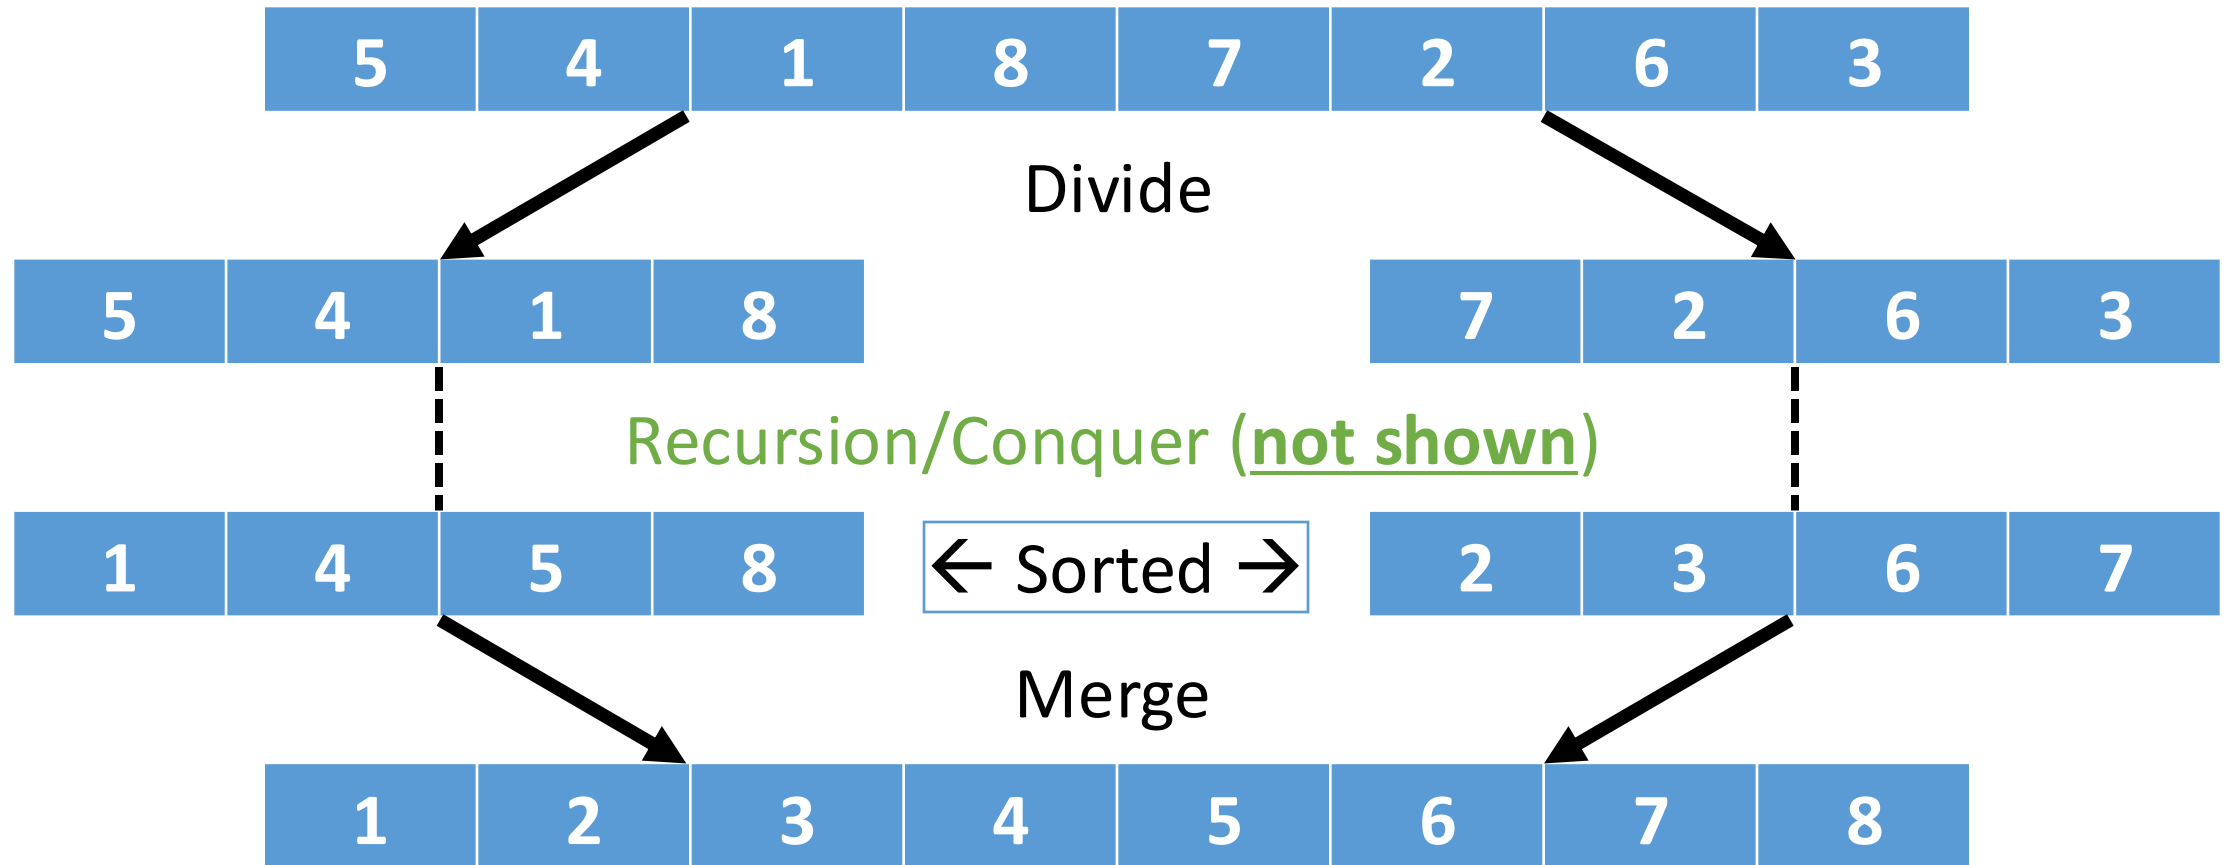 5 4 1 8 7 2 6 3
Divide
5 4 1 8 7 2 6 3
Recursion/Conquer (not shown)
1 4 5 8 ← Sorted → 2 3 6 7
Merge
1 2 3 4 5 6 7 8